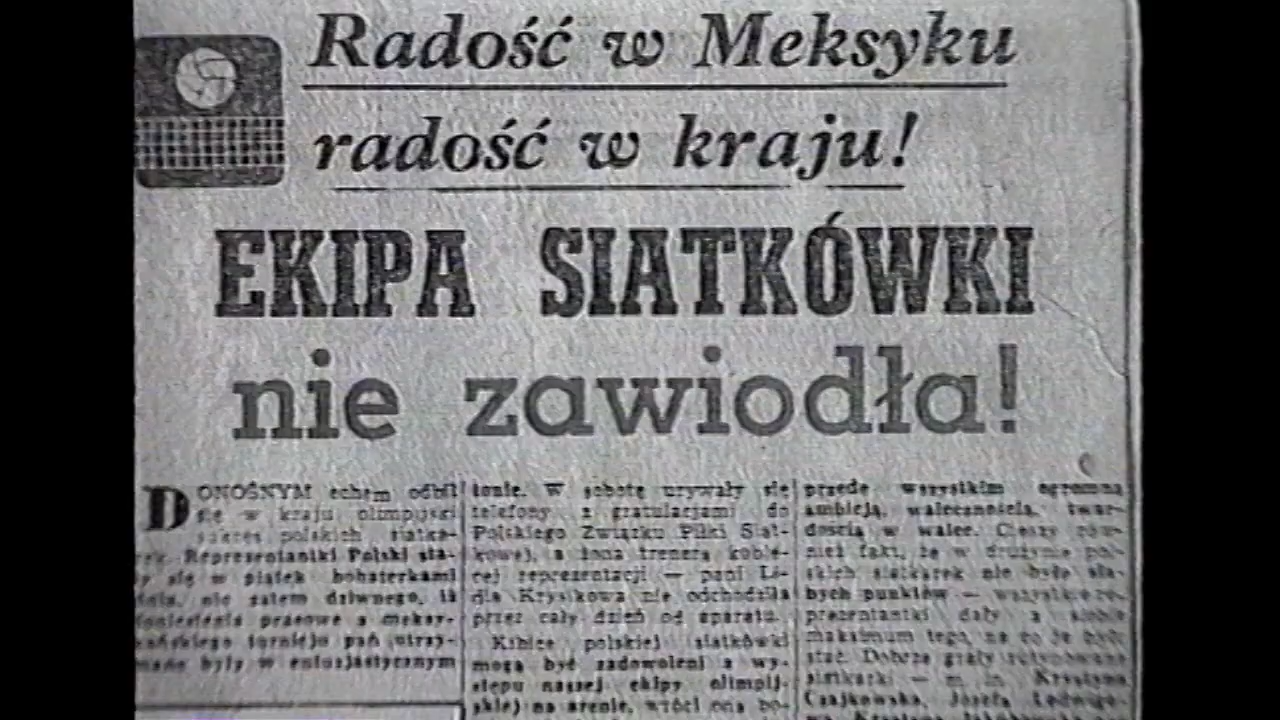 Radość w Meksyku
radość w kraju!
EKIPA SIATKÓWKI
nie zawiodła!
DONOŚNYM echem odbił
się w kraju olimpijski
sukces polskich siatka-
rek. Reprezentantki Polski sta-
ły się w piątek bohaterkami
dnia, nic zatem dziwnego, iż
doniesienia prasowe z meksy-
kańskiego turnieju pań utrzy-
mane były w entuzjastycznym
tonie. W sobotę urywały się
telefony z gratulacjami do
Polskiego Związku Piłki Siat-
kowej, a żona trenera kobie-
cej reprezentacji — pani Li-
dia Krysikowa nie odchodziła
przez cały dzień od aparatu.
Kibice polskiej siatkówki
mogą być zadowoleni z wy-
stępu naszej ekipy olimpij-
skiej na arenie,
przede wszystkim ogromną
ambicją, walecznością, twar-
dością w walce. Cieszy rów-
nież fakt, że w drużynie pol-
skich siatkarek nie było sła-
bych punktów — wszystkie re-
prezentantki dały z siebie
maksimum tego, na co je było
stać. Dobrze grały rutynowane
siatkarki — m. in. Krystyna
Czajkowska, Józefa Ledwigo-
wa, Krystyna